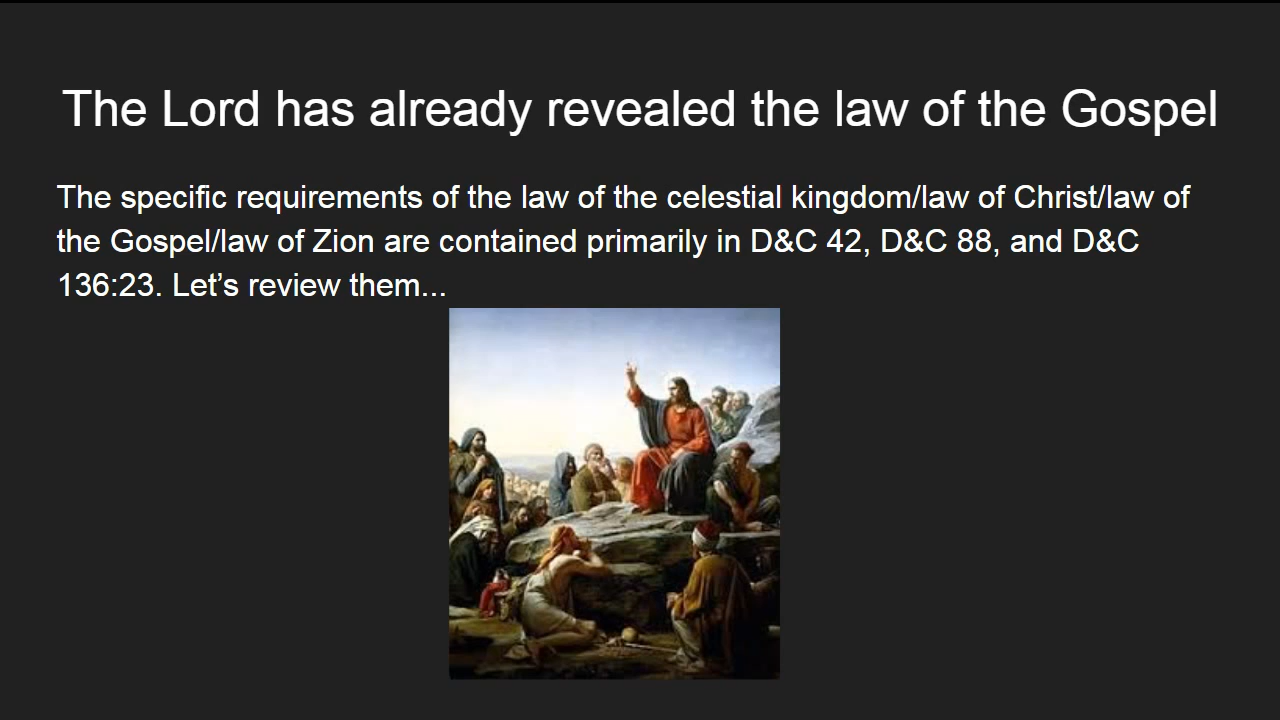 The Lord has already revealed the law of the Gospel
The specific requirements of the law of the celestial kingdom/law of Christ/law of
the Gospel/law of Zion are contained primarily in D&C 42, D&C 88, and D&C
136:23. Let’s review them...